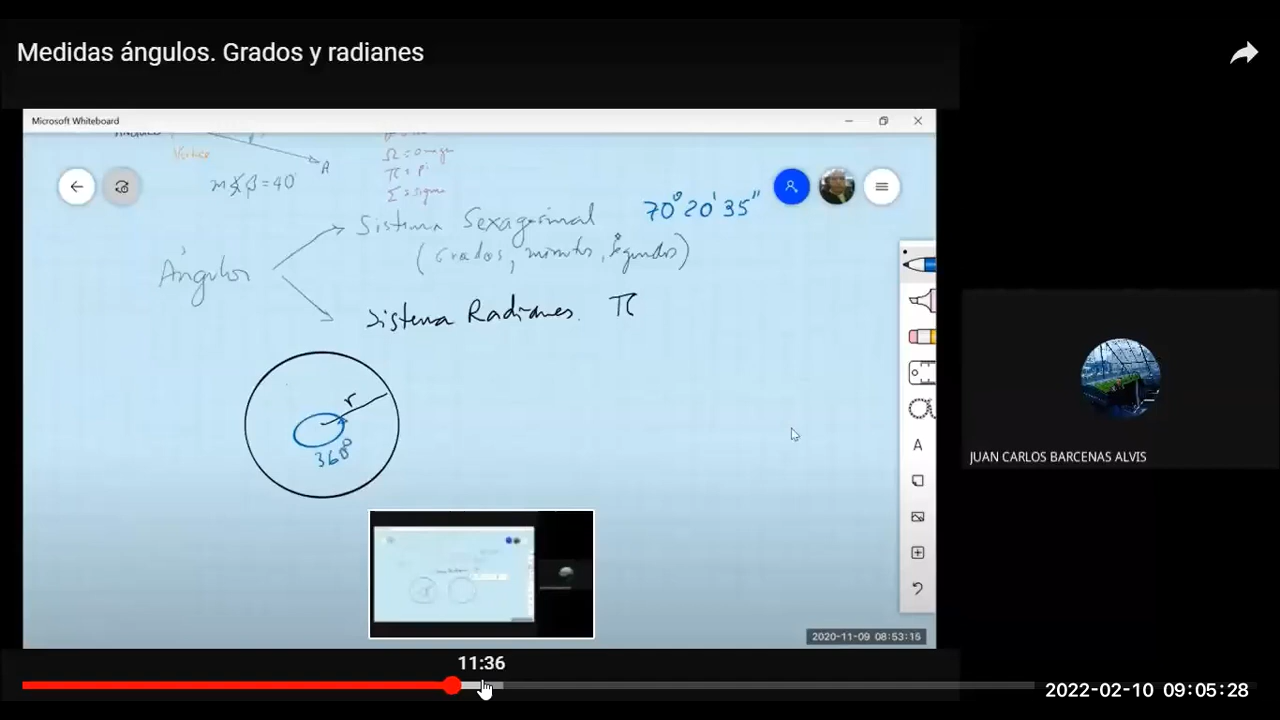 Medidas ángulos. Grados y radianes
Microsoft Whiteboard
Vértice
A
Ω = omega
π = pi
m∡β = 40°
Σ = sigma
Sistema Sexagesimal
70° 20' 35"
(Grados, minutos, segundos)
Ángulos
Sistema Radianes. π
r
360°
A
JUAN CARLOS BARCENAS ALVIS
2020-11-09 08:53:15
11:36
2022-02-10 09:05:28